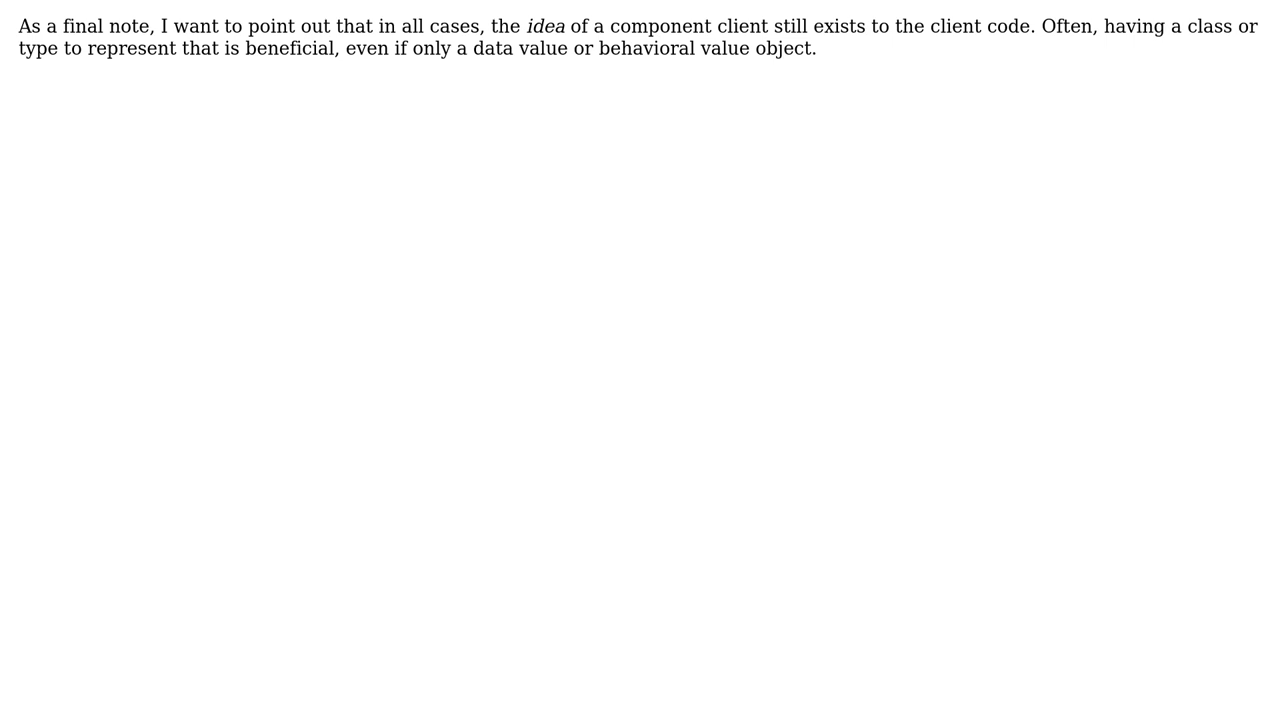 As a final note, I want to point out that in all cases, the idea of a component client still exists to the client code. Often, having a class or
type to represent that is beneficial, even if only a data value or behavioral value object.